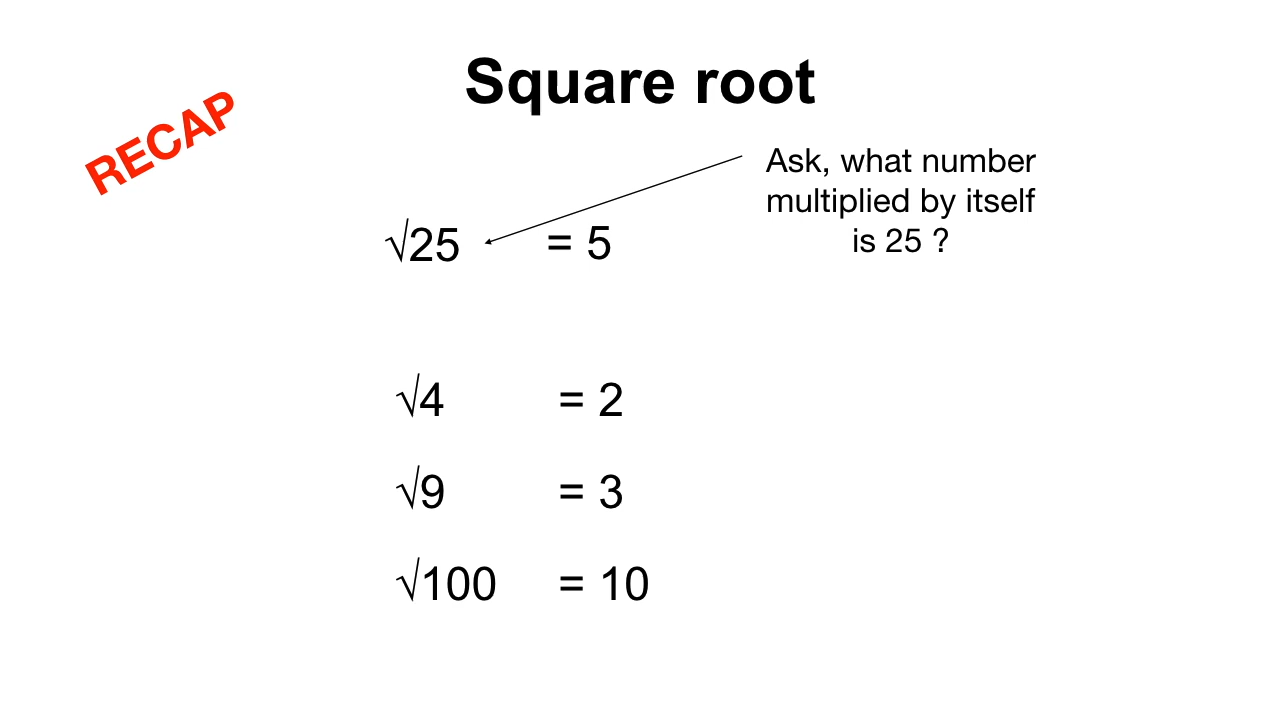 Square root
RECAP
Ask, what number
multiplied by itself
is 25 ?
√25 = 5
√4 = 2
√9 = 3
√100 = 10